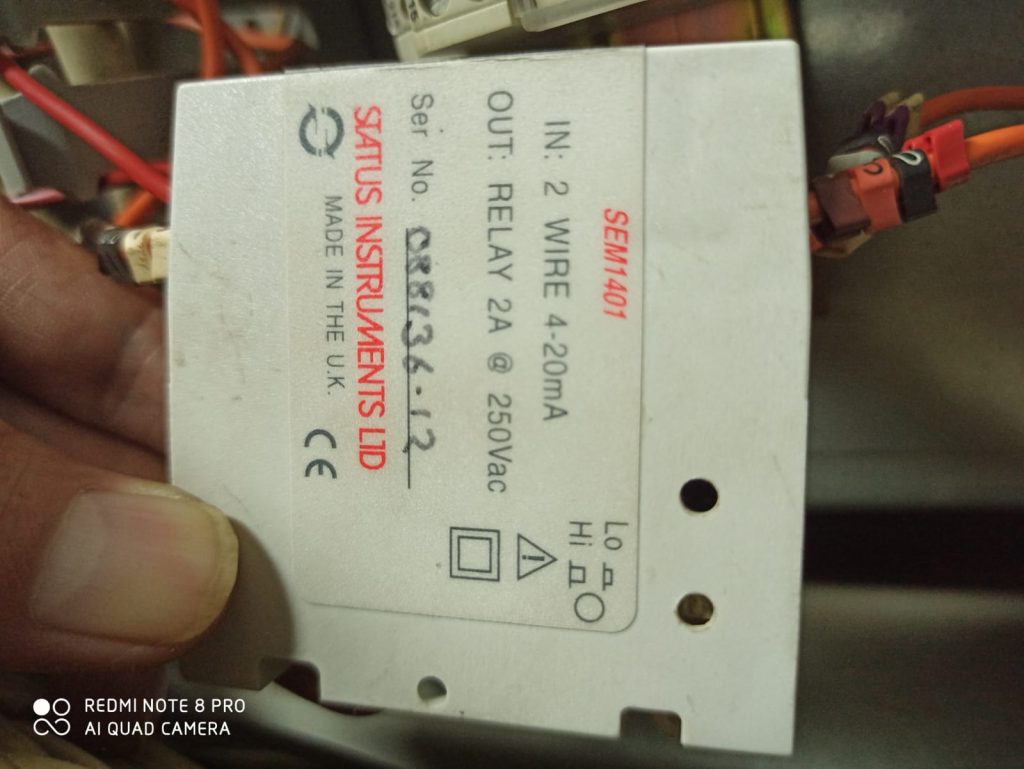 SEM1401
IN: 2 WIRE 4-20mA
OUT: RELAY 2A @ 250Vac
Ser No.
STATUS INSTRUMENTS LTD
MADE IN THE U.K.
CE
Lo
Hi
REDMI NOTE 8 PRO
AI QUAD CAMERA